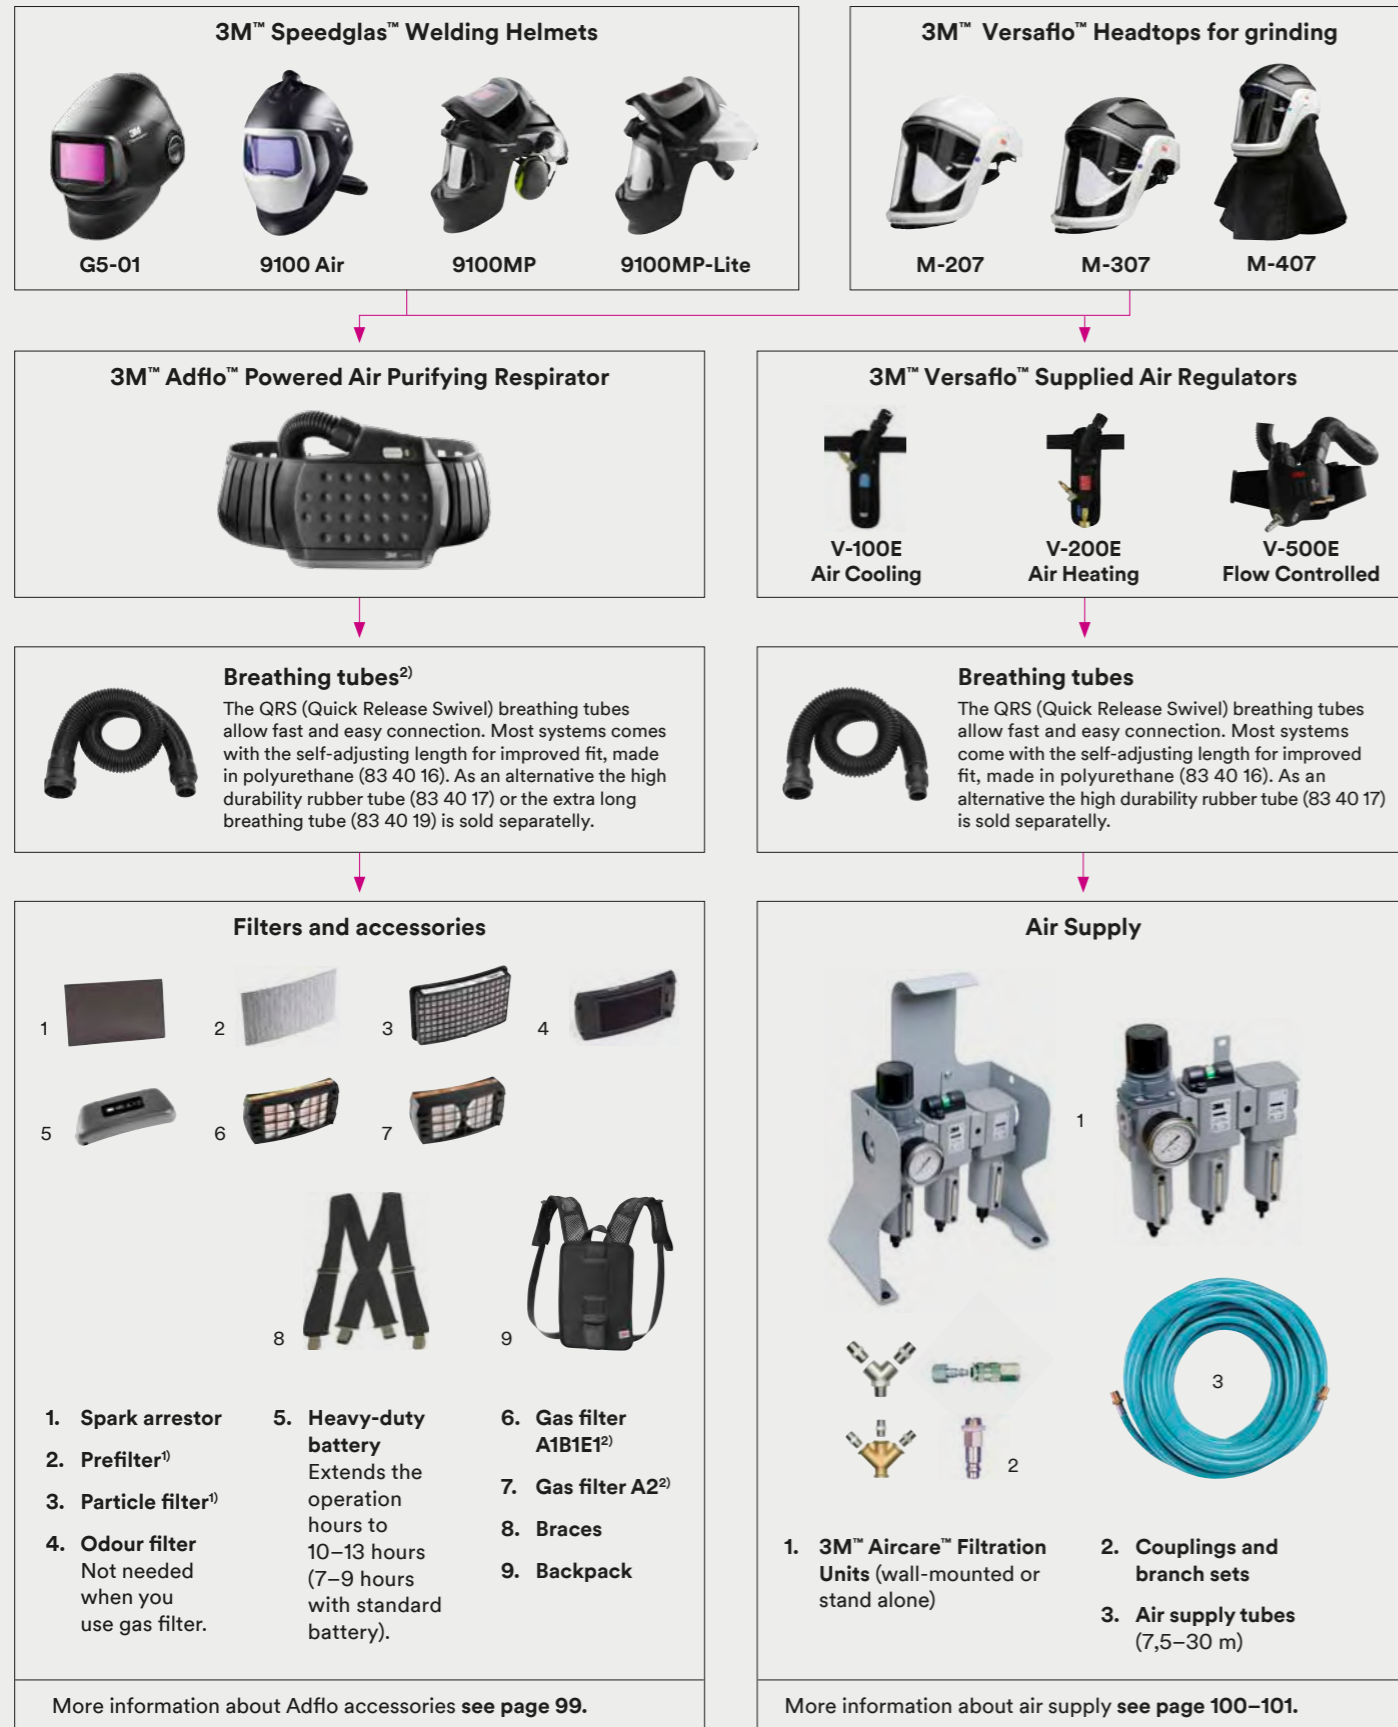 3M™ Speedglas™ Welding Helmets
G5-01
9100 Air
9100MP
9100MP-Lite
3M™ Versaflo™ Headtops for grinding
M-207
M-307
M-407
3M™ Adflo™ Powered Air Purifying Respirator
3M™ Versaflo™ Supplied Air Regulators
V-100E
Air Cooling
V-200E
Air Heating
V-500E
Flow Controlled
Breathing tubes2)
The QRS (Quick Release Swivel) breathing tubes
allow fast and easy connection. Most systems comes
with the self-adjusting length for improved fit, made
in polyurethane (83 40 16). As an alternative the high
durability rubber tube (83 40 17) or the extra long
breathing tube (83 40 19) is sold separatelly.
Breathing tubes
The QRS (Quick Release Swivel) breathing tubes
allow fast and easy connection. Most systems
come with the self-adjusting length for improved
fit, made in polyurethane (83 40 16). As an
alternative the high durability rubber tube (83 40 17)
is sold separatelly.
Filters and accessories
1
2
3
4
5
6
7
8
9
1. Spark arrestor
2. Prefilter1)
3. Particle filter1)
4. Odour filter
Not needed
when you
use gas filter.
5. Heavy-duty
battery
Extends the
operation
hours to
10–13 hours
(7–9 hours
with standard
battery).
6. Gas filter
A1B1E12)
7. Gas filter A22)
8. Braces
9. Backpack
More information about Adflo accessories see page 99.
Air Supply
1
2
3
1. 3M™ Aircare™ Filtration
Units (wall-mounted or
stand alone)
2. Couplings and
branch sets
3. Air supply tubes
(7,5–30 m)
More information about air supply see page 100–101.